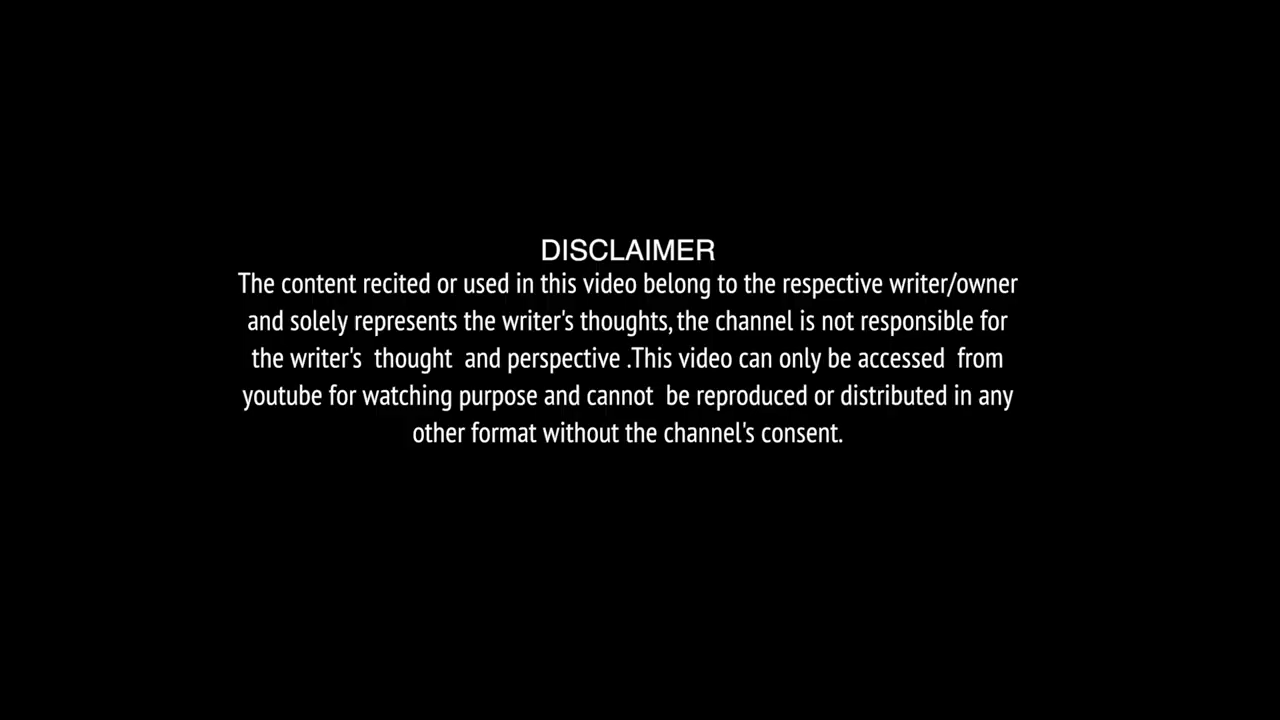 DISCLAIMER
The content recited or used in this video belong to the respective writer/owner
and solely represents the writer's thoughts, the channel is not responsible for
the writer's  thought  and perspective .This video can only be accessed  from
youtube for watching purpose and cannot  be reproduced or distributed in any
other format without the channel's consent.